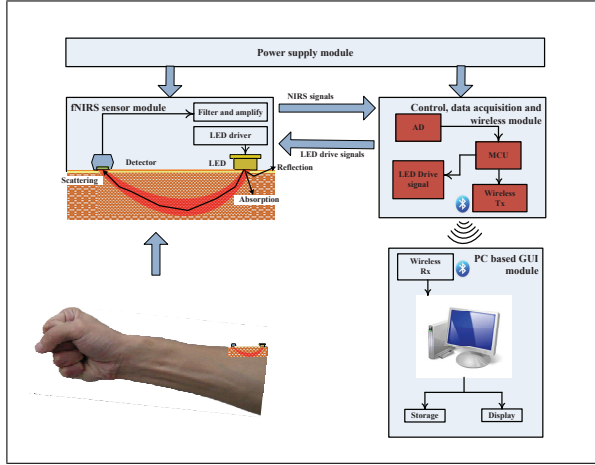 Power supply module
fNIRS sensor module
Filter and amplify
LED driver
Detector
LED
Scattering
Reflection
Absorption
NIRS signals
LED drive signals
Control, data acquisition and
wireless module
AD
MCU
LED Drive
signal
Wireless
Tx
PC based GUI
module
Wireless
Rx
Storage
Display